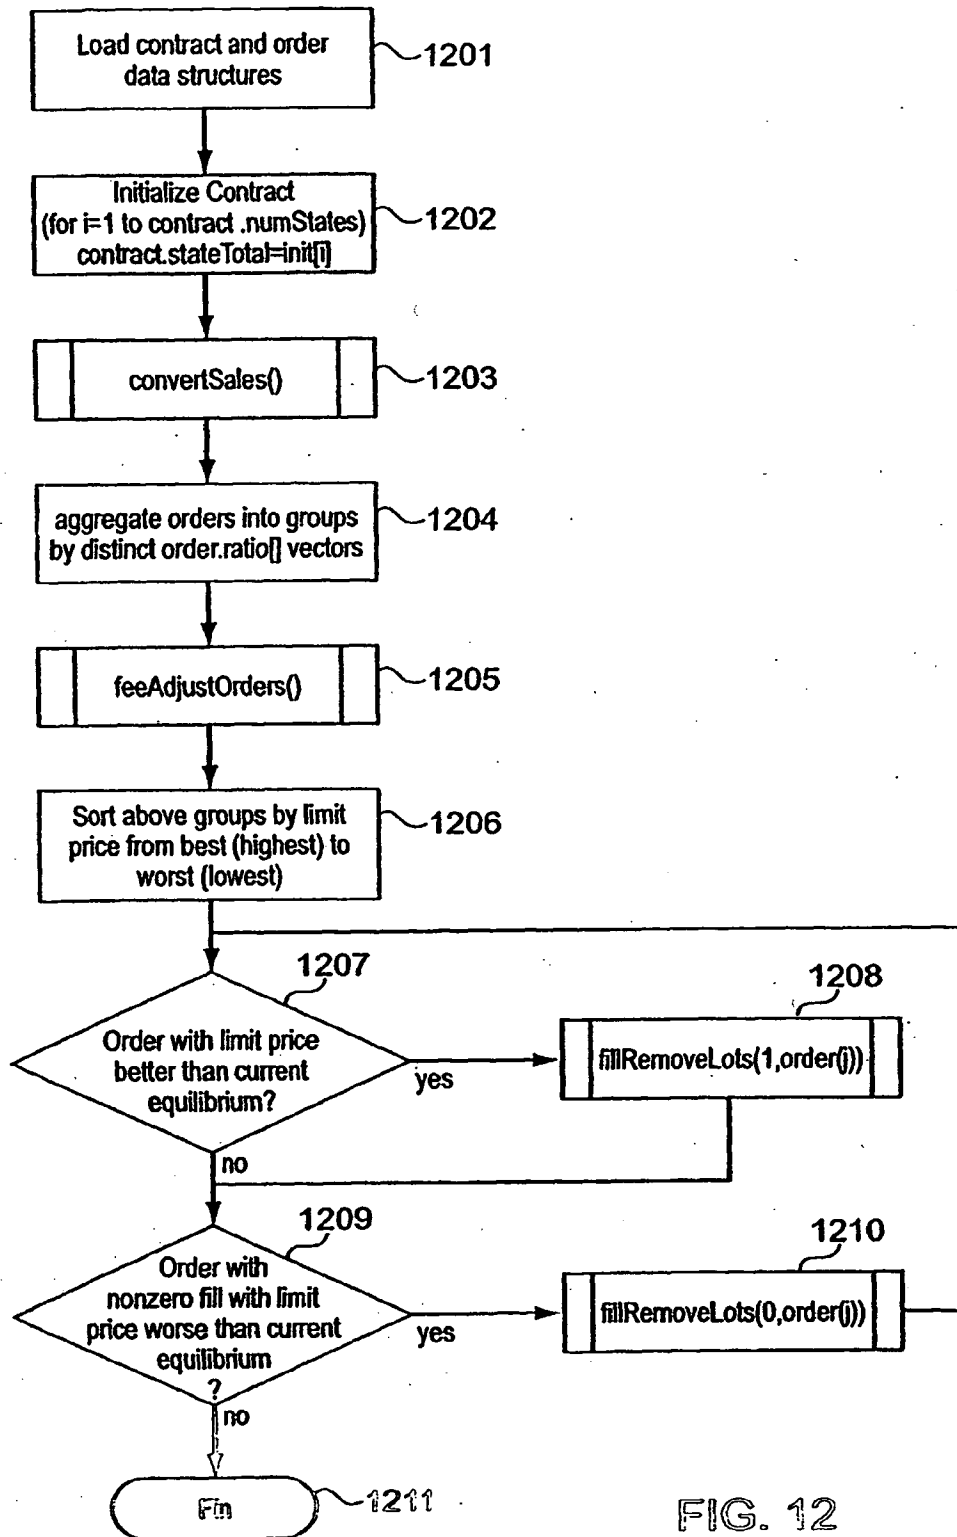 Load contract and order
data structures
1201
Initialize Contract
(for i=1 to contract .numStates)
contract.stateTotal=init[i]
1202
convertSales()
1203
aggregate orders into groups
by distinct order.ratio[] vectors
1204
feeAdjustOrders()
1205
Sort above groups by limit
price from best (highest) to
worst (lowest)
1206
1207
Order with limit price
better than current
equilibrium?
yes
no
1208
fillRemoveLots(1,order(j))
1209
Order with
nonzero fill with limit
price worse than current
equilibrium
?
yes
no
1210
fillRemoveLots(0,order(j))
Fin
1211
FIG. 12